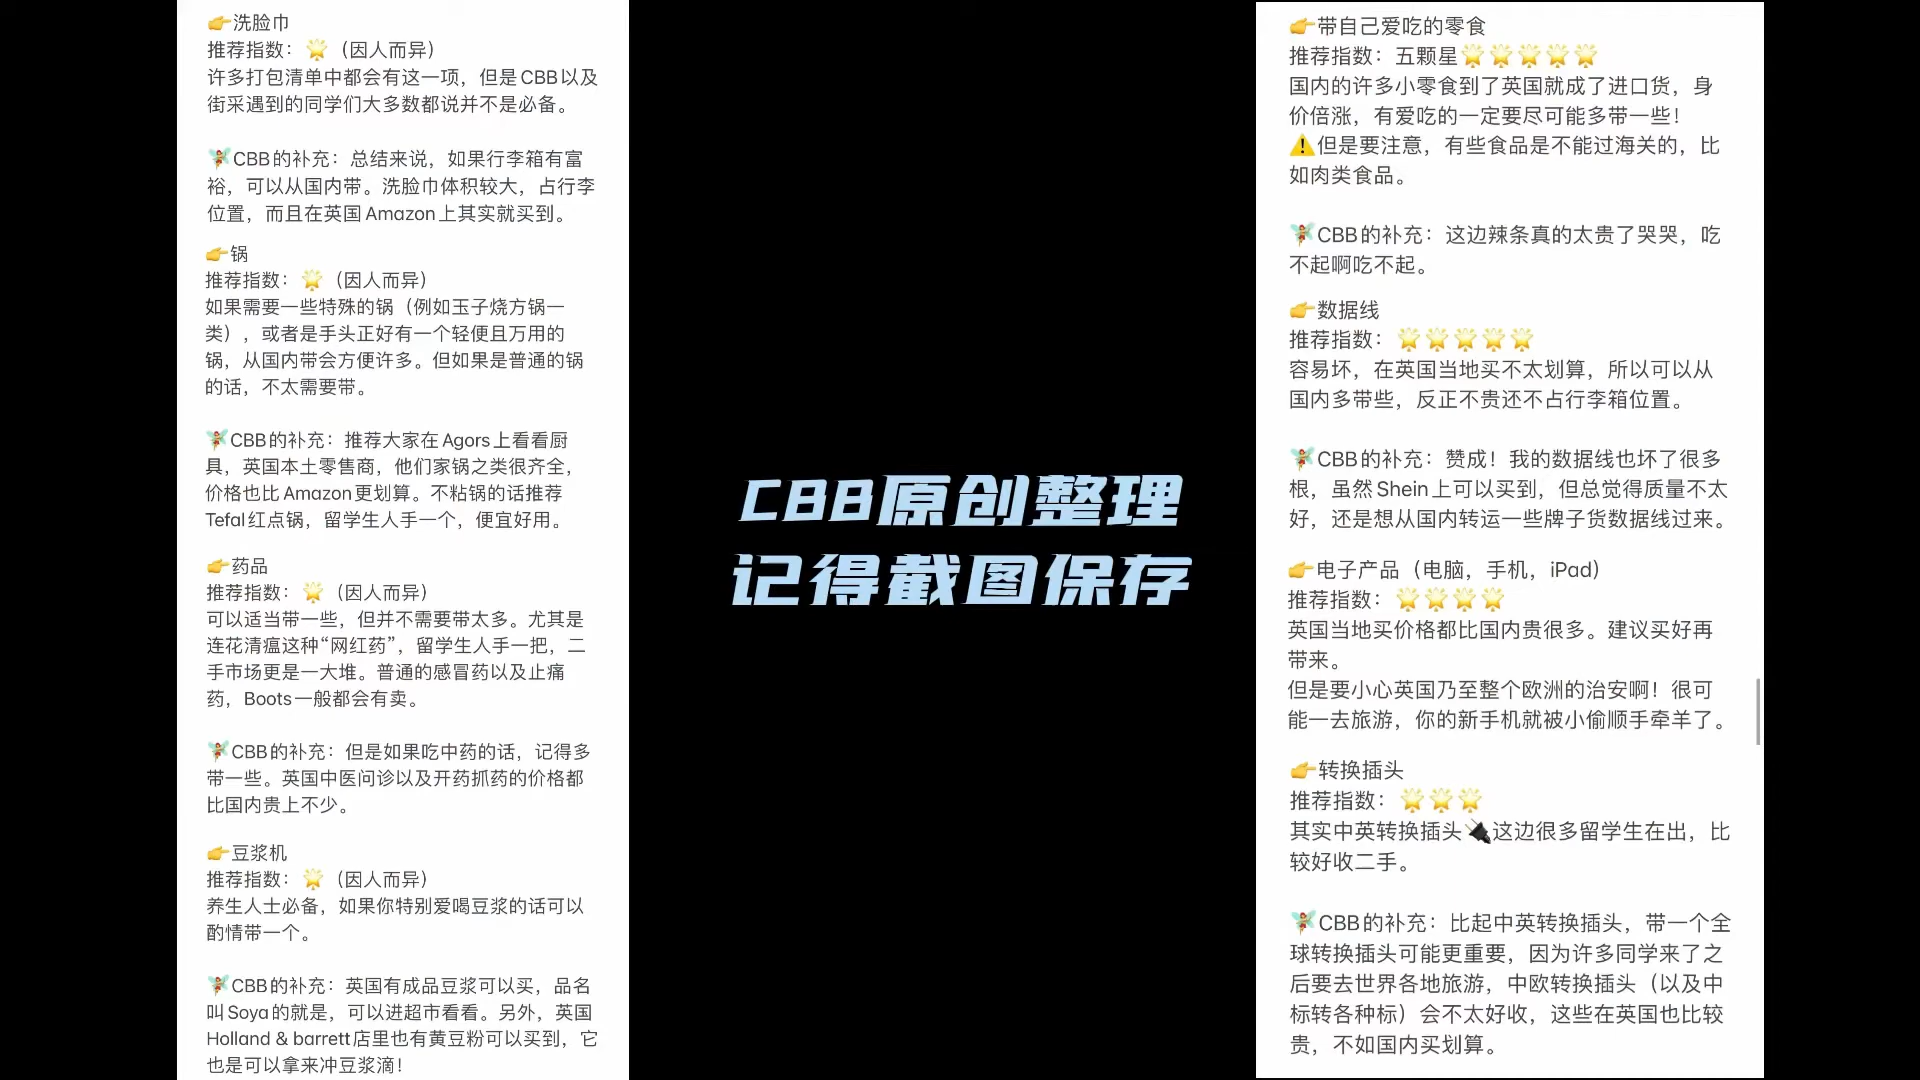 👉洗脸巾
推荐指数：🌟（因人而异）
许多打包清单中都会有这一项，但是CBB以及
街采遇到的同学们大多数都说并不是必备。
🧚CBB的补充：总结来说，如果行李箱有富
裕，可以从国内带。洗脸巾体积较大，占行李
位置，而且在英国Amazon上其实就买到。
👉锅
推荐指数：🌟（因人而异）
如果需要一些特殊的锅（例如玉子烧方锅一
类），或者是手头正好有一个轻便且万用的
锅，从国内带会方便许多。但如果是普通的锅
的话，不太需要带。
🧚CBB的补充：推荐大家在Agors上看看厨
具，英国本土零售商，他们家锅之类很齐全，
价格也比Amazon更划算。不粘锅的话推荐
Tefal红点锅，留学生人手一个，便宜好用。
👉药品
推荐指数：🌟（因人而异）
可以适当带一些，但并不需要带太多。尤其是
连花清瘟这种“网红药”，留学生人手一把，二
手市场更是一大堆。普通的感冒药以及止痛
药，Boots一般都会有卖。
🧚CBB的补充：但是如果吃中药的话，记得多
带一些。英国中医问诊以及开药抓药的价格都
比国内贵上不少。
👉豆浆机
推荐指数：🌟（因人而异）
养生人士必备，如果你特别爱喝豆浆的话可以
酌情带一个。
🧚CBB的补充：英国有成品豆浆可以买，品名
叫Soya的就是，可以进超市看看。另外，英国
Holland & barrett店里也有黄豆粉可以买到，它
也是可以拿来冲豆浆滴！
CBB原创整理
记得截图保存
👉带自己爱吃的零食
推荐指数：五颗星🌟🌟🌟🌟🌟
国内的许多小零食到了英国就成了进口货，身
价倍涨，有爱吃的一定要尽可能多带一些！
⚠️但是要注意，有些食品是不能过海关的，比
如肉类食品。
🧚CBB的补充：这边辣条真的太贵了哭哭，吃
不起啊吃不起。
👉数据线
推荐指数：🌟🌟🌟🌟🌟
容易坏，在英国当地买不太划算，所以可以从
国内多带些，反正不贵还不占行李箱位置。
🧚CBB的补充：赞成！我的数据线也坏了很多
根，虽然Shein上可以买到，但总觉得质量不太
好，还是想从国内转运一些牌子货数据线过来。
👉电子产品（电脑，手机，iPad）
推荐指数：🌟🌟🌟🌟
英国当地买价格都比国内贵很多。建议买好再
带来。
但是要小心英国乃至整个欧洲的治安啊！很可
能一去旅游，你的新手机就被小偷顺手牵羊了。
👉转换插头
推荐指数：🌟🌟🌟
其实中英转换插头🔌这边很多留学生在出，比
较好收二手。
🧚CBB的补充：比起中英转换插头，带一个全
球转换插头可能更重要，因为许多同学来了之
后要去世界各地旅游，中欧转换插头（以及中
标转各种标）会不太好收，这些在英国也比较
贵，不如国内买划算。